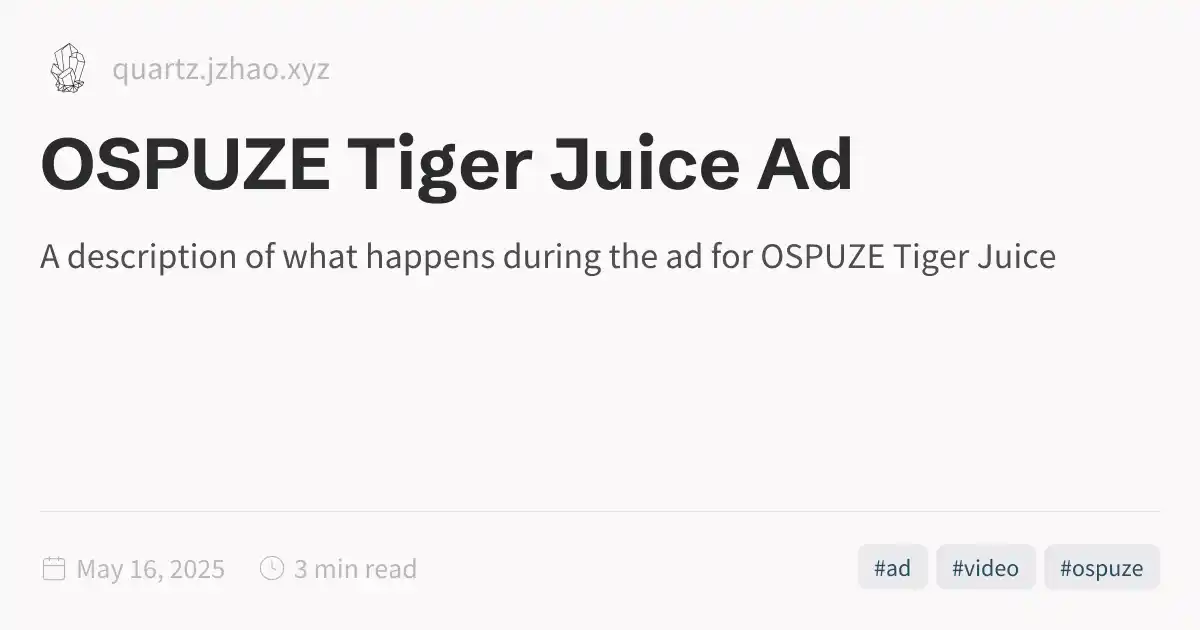 quartz.jzhao.xyz
OSPUZE Tiger Juice Ad
A description of what happens during the ad for OSPUZE Tiger Juice
May 16, 2025 3 min read #ad #video #ospuze